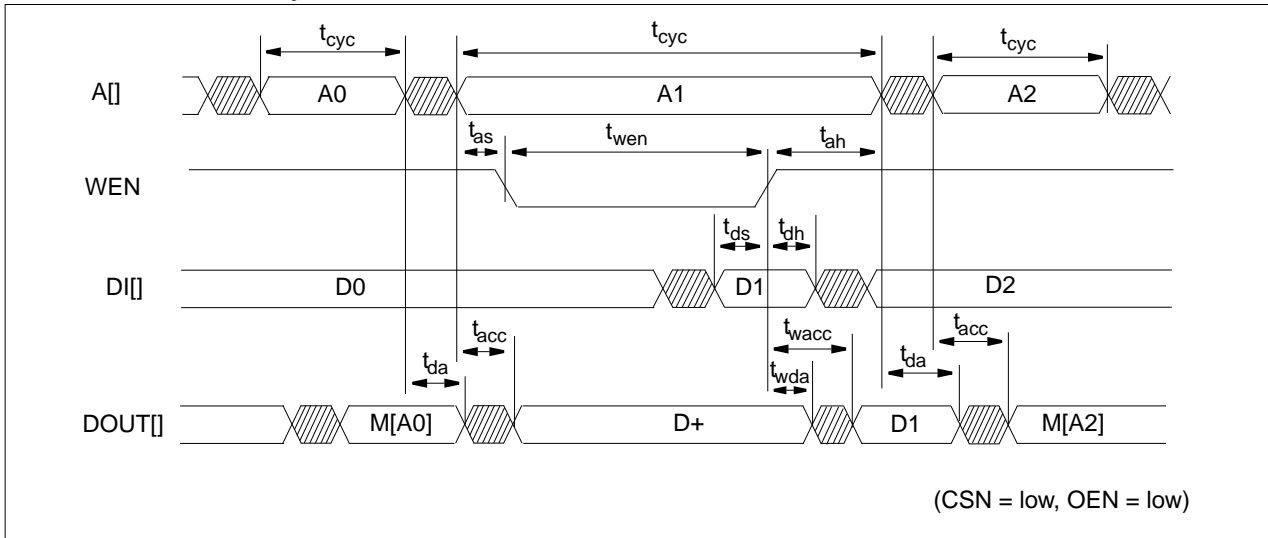 tcyc tcyc tcyc
A[] A0 A1 A2
tas twen tah
WEN
tds tdh
DI[] D0 D1 D2
tda tacc twacc twda tda tacc
DOUT[] M[A0] D+ D1 M[A2]
(CSN = low, OEN = low)